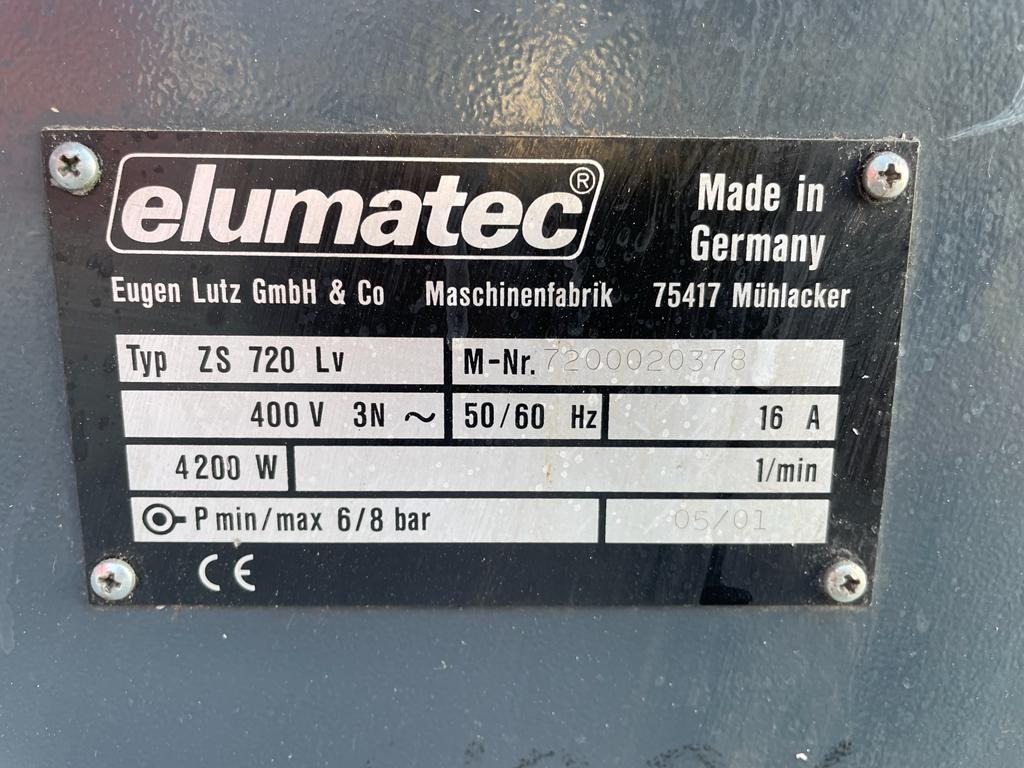 elumatec®
Made in
Germany
Eugen Lutz GmbH & Co Maschinenfabrik 75417 Mühlacker
Typ ZS 720 Lv M-Nr. 7200020378
400 V 3N ~ 50/60 Hz 16 A
4200 W 1/min
P min/max 6/8 bar 05/01
CE